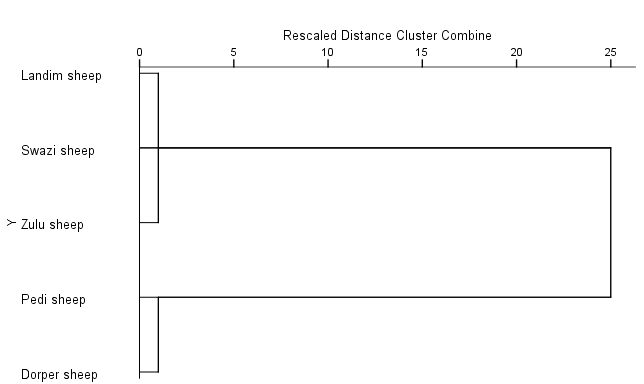 Rescaled Distance Cluster Combine
0 5 10 15 20 25
Landim sheep
Swazi sheep
Y
Zulu sheep
Pedi sheep
Dorper sheep